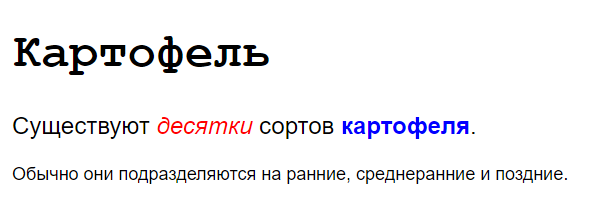 Картофель
Существуют десятки сортов картофеля.
Обычно они подразделяются на ранние, среднеранние и поздние.